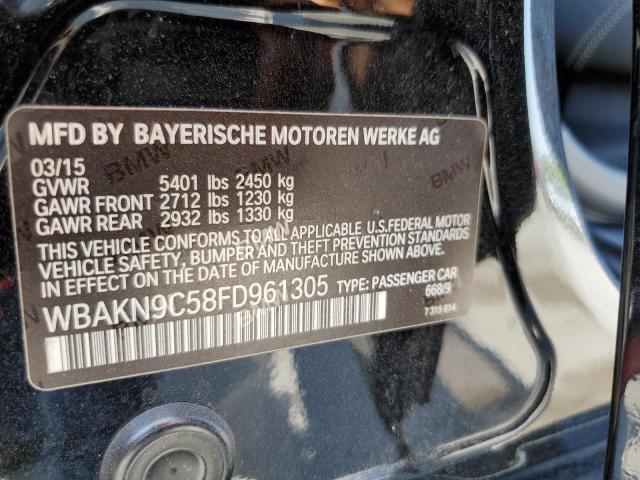 MFD BY BAYERISCHE MOTOREN WERKE AG
03/15
GVWR 5401 lbs 2450 kg
GAWR FRONT 2712 lbs 1230 kg
GAWR REAR 2932 lbs 1330 kg
THIS VEHICLE CONFORMS TO ALL APPLICABLE U.S.FEDERAL MOTOR
VEHICLE SAFETY, BUMPER AND THEFT PREVENTION STANDARDS
IN EFFECT ON THE DATE OF MANUFACTURE SHOWN ABOVE.
WBAKN9C58FD961305 TYPE: PASSENGER CAR
668/9
7315814